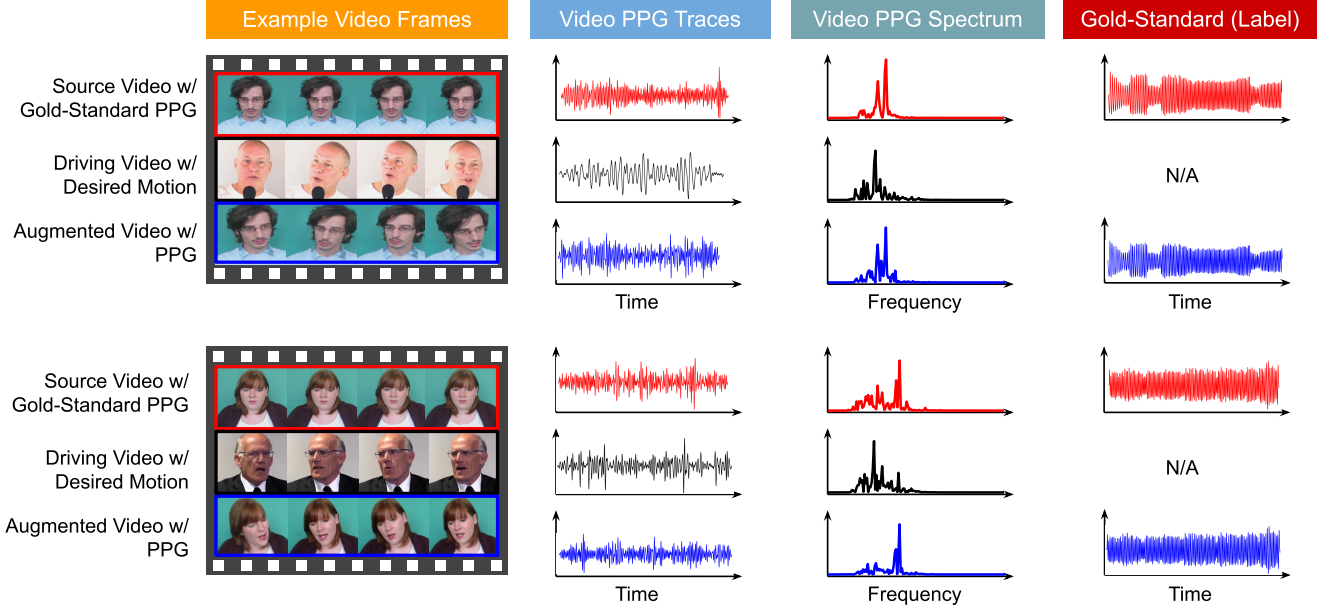 Example Video Frames
Video PPG Traces
Video PPG Spectrum
Gold-Standard (Label)
Source Video w/
Gold-Standard PPG
Driving Video w/
Desired Motion
N/A
Augmented Video w/
PPG
Time
Frequency
Time
Source Video w/
Gold-Standard PPG
Driving Video w/
Desired Motion
N/A
Augmented Video w/
PPG
Time
Frequency
Time